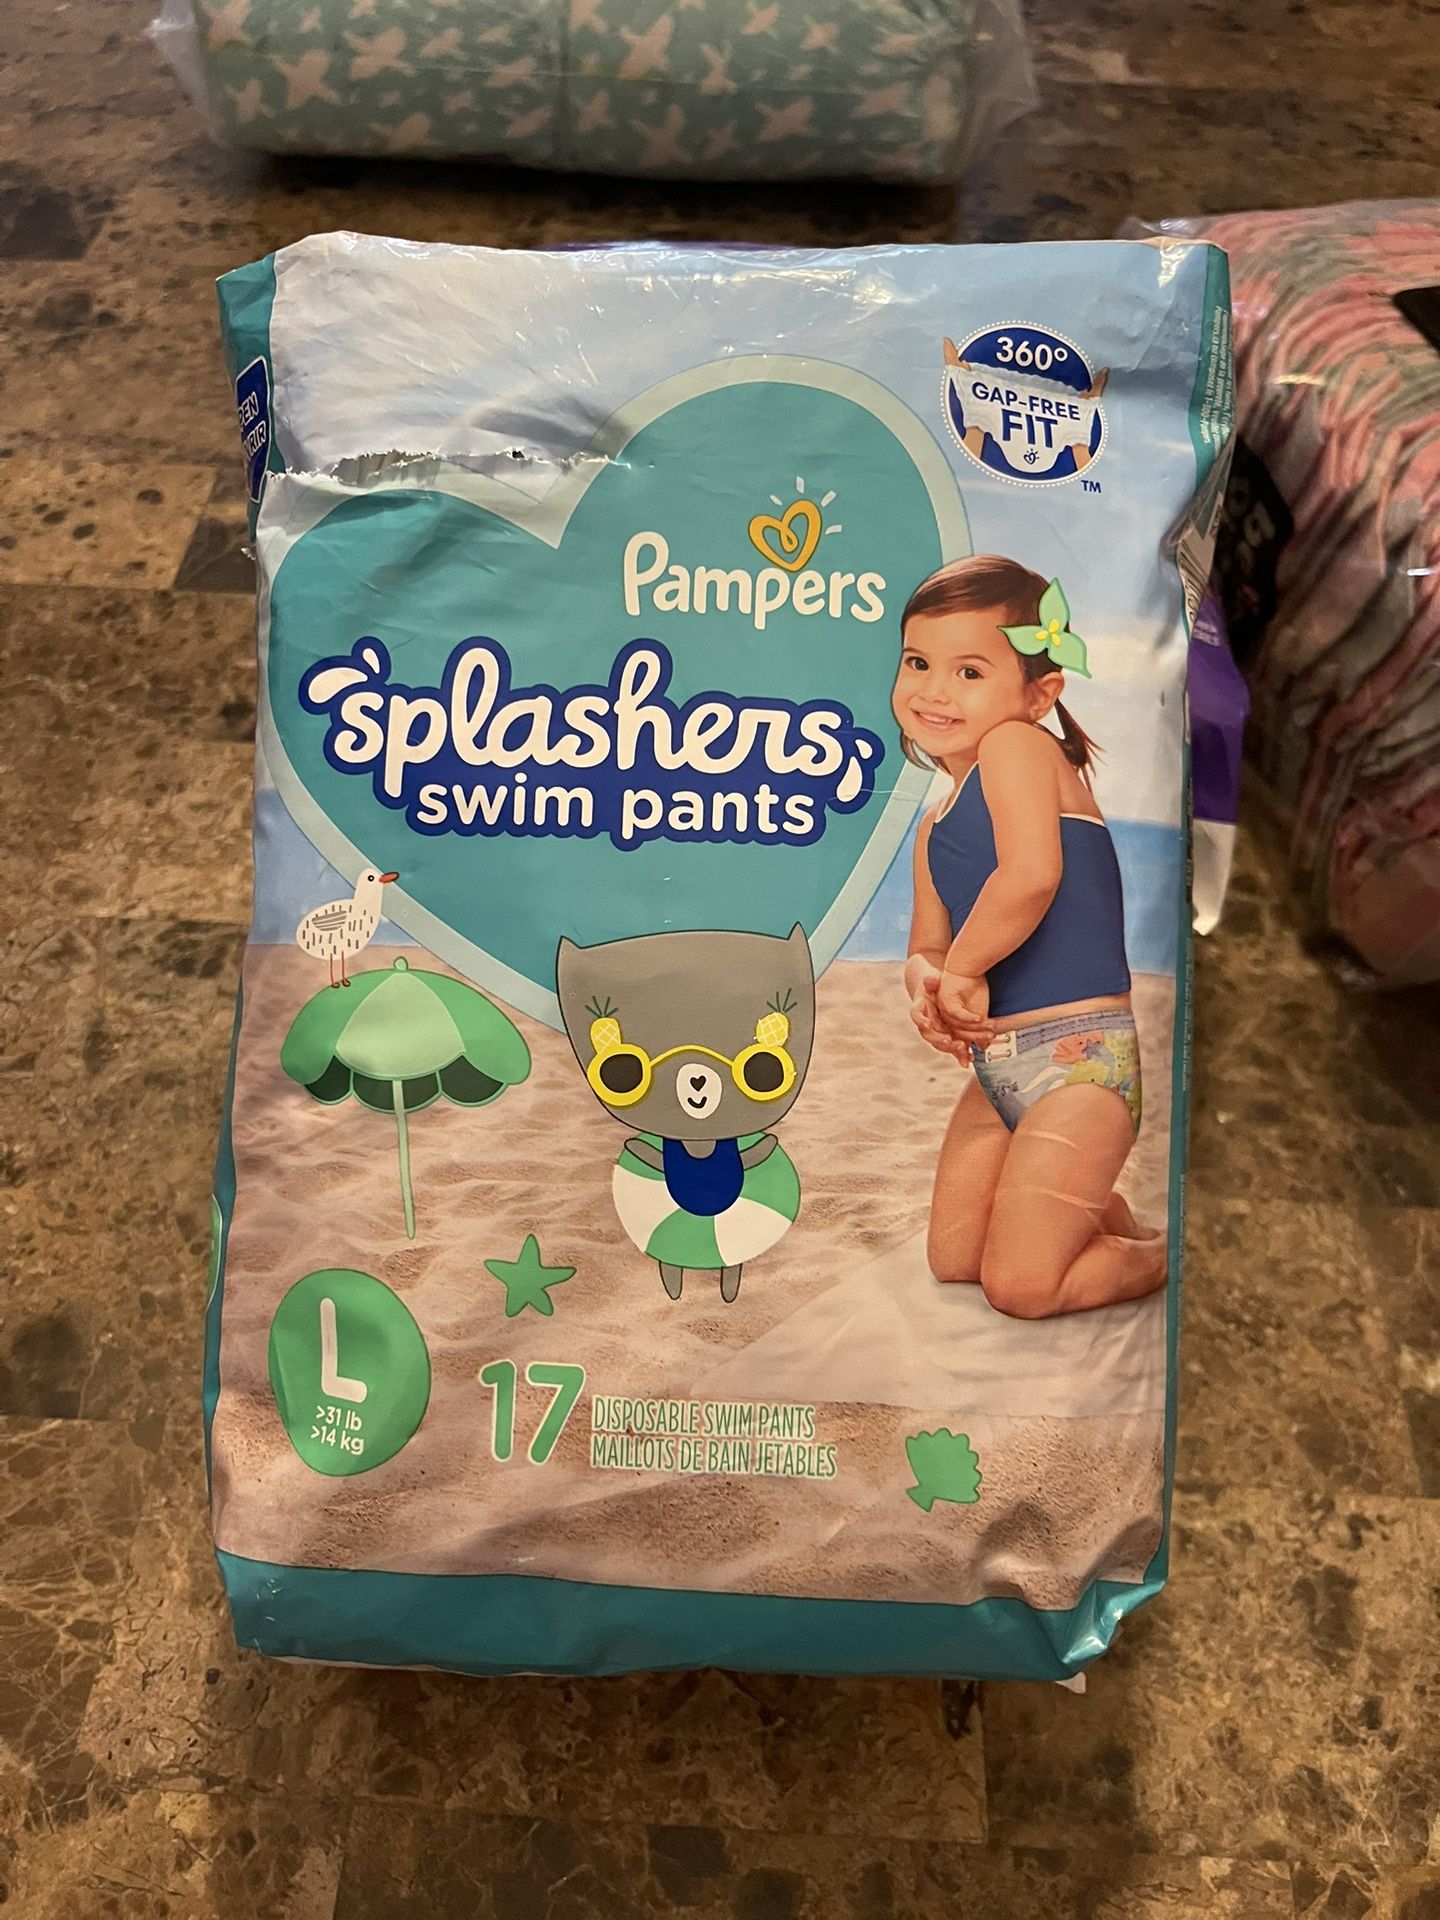 360°
GAP-FREE
FIT
TM
Pampers
splashers
swim pants
L
>31 lb
>14 kg
17
DISPOSABLE SWIM PANTS
MAILLOTS DE BAIN JETABLES